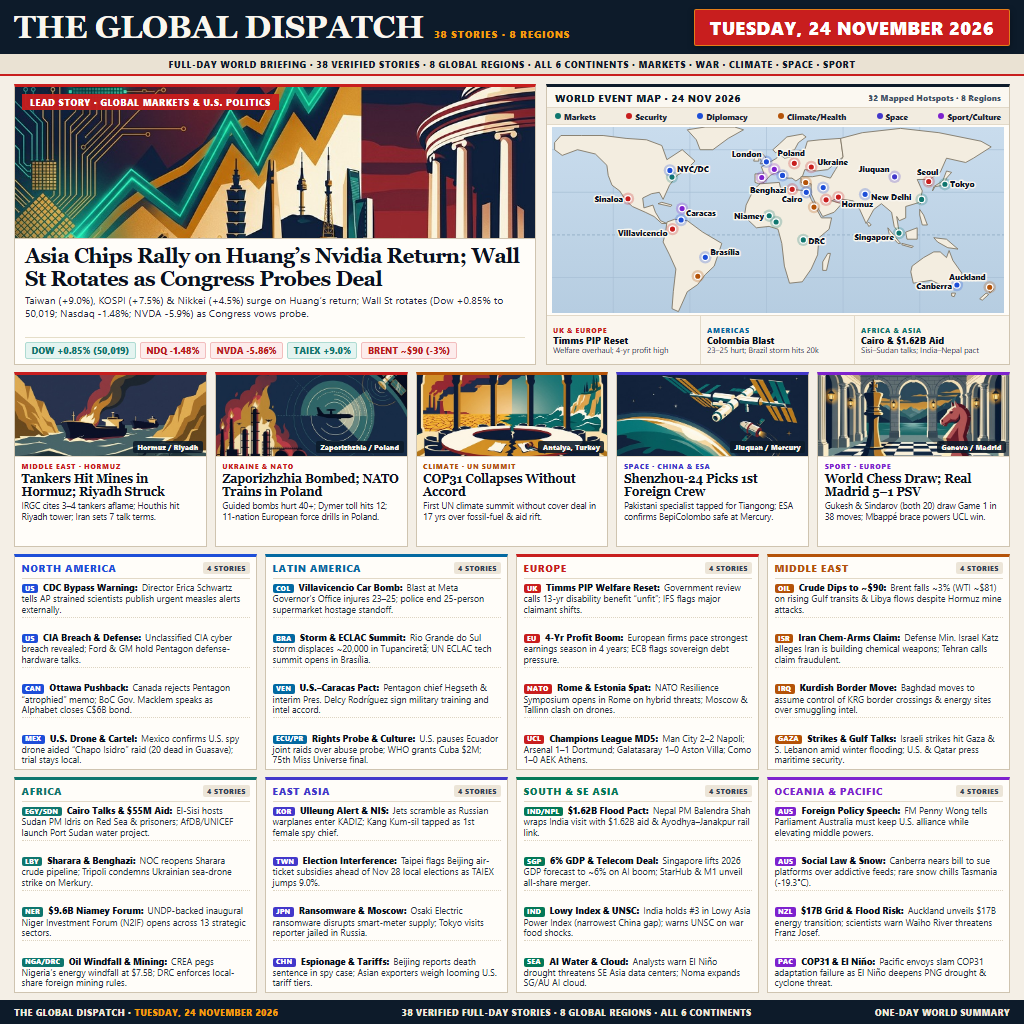 THE GLOBAL DISPATCH
38 STORIES • 8 REGIONS
TUESDAY, 24 NOVEMBER 2026
FULL-DAY WORLD BRIEFING • 38 VERIFIED STORIES • 8 GLOBAL REGIONS • ALL 6 CONTINENTS • MARKETS • WAR • CLIMATE • SPACE • SPORT
LEAD STORY • GLOBAL MARKETS & U.S. POLITICS
Asia Chips Rally on Huang's Nvidia Return; Wall
St Rotates as Congress Probes Deal
Taiwan (+9.0%), KOSPI (+7.5%) & Nikkei (+4.5%) surge on Huang's return; Wall St rotates (Dow +0.85% to
50,019; Nasdaq -1.48%; NVDA -5.9%) as Congress vows probe.
DOW +0.85% (50,019)
NDQ -1.48%
NVDA -5.86%
TAIEX +9.0%
BRENT ~$90 (-3%)
WORLD EVENT MAP • 24 NOV 2026
32 Mapped Hotspots • 8 Regions
Markets
Security
Diplomacy
Climate/Health
Space
Sport/Culture
London
Poland
Ukraine
NYC/DC
Jiuquan
Seoul
Tokyo
Benghazi
Cairo
New Delhi
Hormuz
Sinaloa
Caracas
Niamey
Villavicencio
DRC
Singapore
Brasília
Auckland
Canberra
UK & EUROPE
Timms PIP Reset
Welfare overhaul; 4-yr profit high
AMERICAS
Colombia Blast
23–25 hurt; Brazil storm hits 20k
AFRICA & ASIA
Cairo & $1.62B Aid
Sisi–Sudan talks; India–Nepal pact
Hormuz / Riyadh
MIDDLE EAST • HORMUZ
Tankers Hit Mines in
Hormuz; Riyadh Struck
IRGC cites 3–4 tankers aflame; Houthis hit
Riyadh tower; Iran sets 7 talk terms.
Zaporizhzhia / Poland
UKRAINE & NATO
Zaporizhzhia Bombed; NATO
Trains in Poland
Guided bombs hurt 40+; Dymer toll hits 12;
11-nation European force drills in Poland.
Antalya, Turkey
CLIMATE • UN SUMMIT
COP31 Collapses Without
Accord
First UN climate summit without cover deal in
17 yrs over fossil-fuel & aid rift.
Jiuquan / Mercury
SPACE • CHINA & ESA
Shenzhou-24 Picks 1st
Foreign Crew
Pakistani specialist tapped for Tiangong; ESA
confirms BepiColombo safe at Mercury.
Geneva / Madrid
SPORT • EUROPE
World Chess Draw; Real
Madrid 5–1 PSV
Gukesh & Sindarov (both 20) draw Game 1 in
38 moves; Mbappé brace powers UCL win.
NORTH AMERICA
4 STORIES
US CDC Bypass Warning: Director Erica Schwartz
tells AP strained scientists publish urgent measles alerts
externally.
US CIA Breach & Defense: Unclassified CIA cyber
breach revealed; Ford & GM hold Pentagon defense-
hardware talks.
CAN Ottawa Pushback: Canada rejects Pentagon
"atrophied" memo; BoC Gov. Macklem speaks as
Alphabet closes C$6B bond.
MEX U.S. Drone & Cartel: Mexico confirms U.S. spy
drone aided "Chapo Isidro" raid (20 dead in Guasave);
trial stays local.
LATIN AMERICA
4 STORIES
COL Villavicencio Car Bomb: Blast at Meta
Governor's Office injures 23–25; police end 25-person
supermarket hostage standoff.
BRA Storm & ECLAC Summit: Rio Grande do Sul
storm displaces ~20,000 in Tupanciretã; UN ECLAC tech
summit opens in Brasília.
VEN U.S.–Caracas Pact: Pentagon chief Hegseth &
interim Pres. Delcy Rodríguez sign military training and
intel accord.
ECU/PR Rights Probe & Culture: U.S. pauses Ecuador
joint raids over abuse probe; WHO grants Cuba $2M;
75th Miss Universe final.
EUROPE
4 STORIES
UK Timms PIP Welfare Reset: Government review
calls 13-yr disability benefit "unfit"; IFS flags major
claimant shifts.
EU 4-Yr Profit Boom: European firms pace strongest
earnings season in 4 years; ECB flags sovereign debt
pressure.
NATO Rome & Estonia Spat: NATO Resilience
Symposium opens in Rome on hybrid threats; Moscow &
Tallinn clash on drones.
UCL Champions League MD5: Man City 2–2 Napoli;
Arsenal 1–1 Dortmund; Galatasaray 1–0 Aston Villa; Como
1–0 AEK Athens.
MIDDLE EAST
4 STORIES
OIL Crude Dips to ~$90: Brent falls ~3% (WTI ~$81)
on rising Gulf transits & Libya flows despite Hormuz mine
attacks.
ISR Iran Chem-Arms Claim: Defense Min. Israel Katz
alleges Iran is building chemical weapons; Tehran calls
claim fraudulent.
IRQ Kurdish Border Move: Baghdad moves to
assume control of KRG border crossings & energy sites
over smuggling intel.
GAZA Strikes & Gulf Talks: Israeli strikes hit Gaza &
S. Lebanon amid winter flooding; U.S. & Qatar press
maritime security.
AFRICA
4 STORIES
EGY/SDN Cairo Talks & $55M Aid: El-Sisi hosts
Sudan PM Idris on Red Sea & prisoners; AfDB/UNICEF
launch Port Sudan water project.
LBY Sharara & Benghazi: NOC reopens Sharara
crude pipeline; Tripoli condemns Ukrainian sea-drone
strike on Merkury.
NER $9.6B Niamey Forum: UNDP-backed inaugural
Niger Investment Forum (N2IF) opens across 13 strategic
sectors.
NGA/DRC Oil Windfall & Mining: CREA pegs
Nigeria's energy windfall at $7.5B; DRC enforces local-
share foreign mining rules.
EAST ASIA
4 STORIES
KOR Ulleung Alert & NIS: Jets scramble as Russian
warplanes enter KADIZ; Kang Kum-sil tapped as 1st
female spy chief.
TWN Election Interference: Taipei flags Beijing air-
ticket subsidies ahead of Nov 28 local elections as TAIEX
jumps 9.0%.
JPN Ransomware & Moscow: Osaki Electric
ransomware disrupts smart-meter supply; Tokyo visits
reporter jailed in Russia.
CHN Espionage & Tariffs: Beijing reports death
sentence in spy case; Asian exporters weigh looming U.S.
tariff tiers.
SOUTH & SE ASIA
4 STORIES
IND/NPL $1.62B Flood Pact: Nepal PM Balendra Shah
wraps India visit with $1.62B aid & Ayodhya–Janakpur rail
link.
SGP 6% GDP & Telecom Deal: Singapore lifts 2026
GDP forecast to ~6% on AI boom; StarHub & M1 unveil
all-share merger.
IND Lowy Index & UNSC: India holds #3 in Lowy Asia
Power Index (narrowest China gap); warns UNSC on war
food shocks.
SEA AI Water & Cloud: Analysts warn El Niño
drought threatens SE Asia data centers; Noma expands
SG/AU AI cloud.
OCEANIA & PACIFIC
4 STORIES
AUS Foreign Policy Speech: FM Penny Wong tells
Parliament Australia must keep U.S. alliance while
elevating middle powers.
AUS Social Law & Snow: Canberra nears bill to sue
platforms over addictive feeds; rare snow chills Tasmania
(-19.3°C).
NZL $17B Grid & Flood Risk: Auckland unveils $17B
energy transition; scientists warn Waiho River threatens
Franz Josef.
PAC COP31 & El Niño: Pacific envoys slam COP31
adaptation failure as El Niño deepens PNG drought &
cyclone threat.
THE GLOBAL DISPATCH • TUESDAY, 24 NOVEMBER 2026
38 VERIFIED FULL-DAY STORIES • 8 GLOBAL REGIONS • ALL 6 CONTINENTS
ONE-DAY WORLD SUMMARY